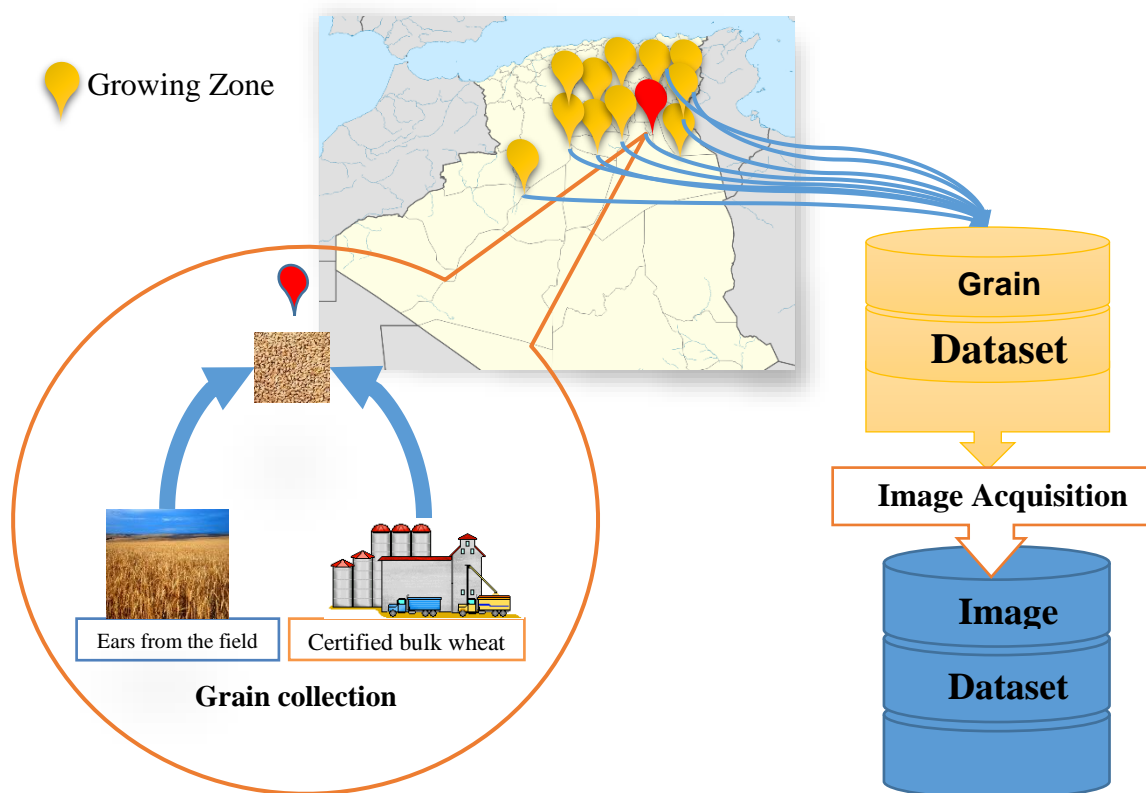 Growing Zone
Grain
Dataset
Image Acquisition
Image
Dataset
Ears from the field
Certified bulk wheat
Grain collection